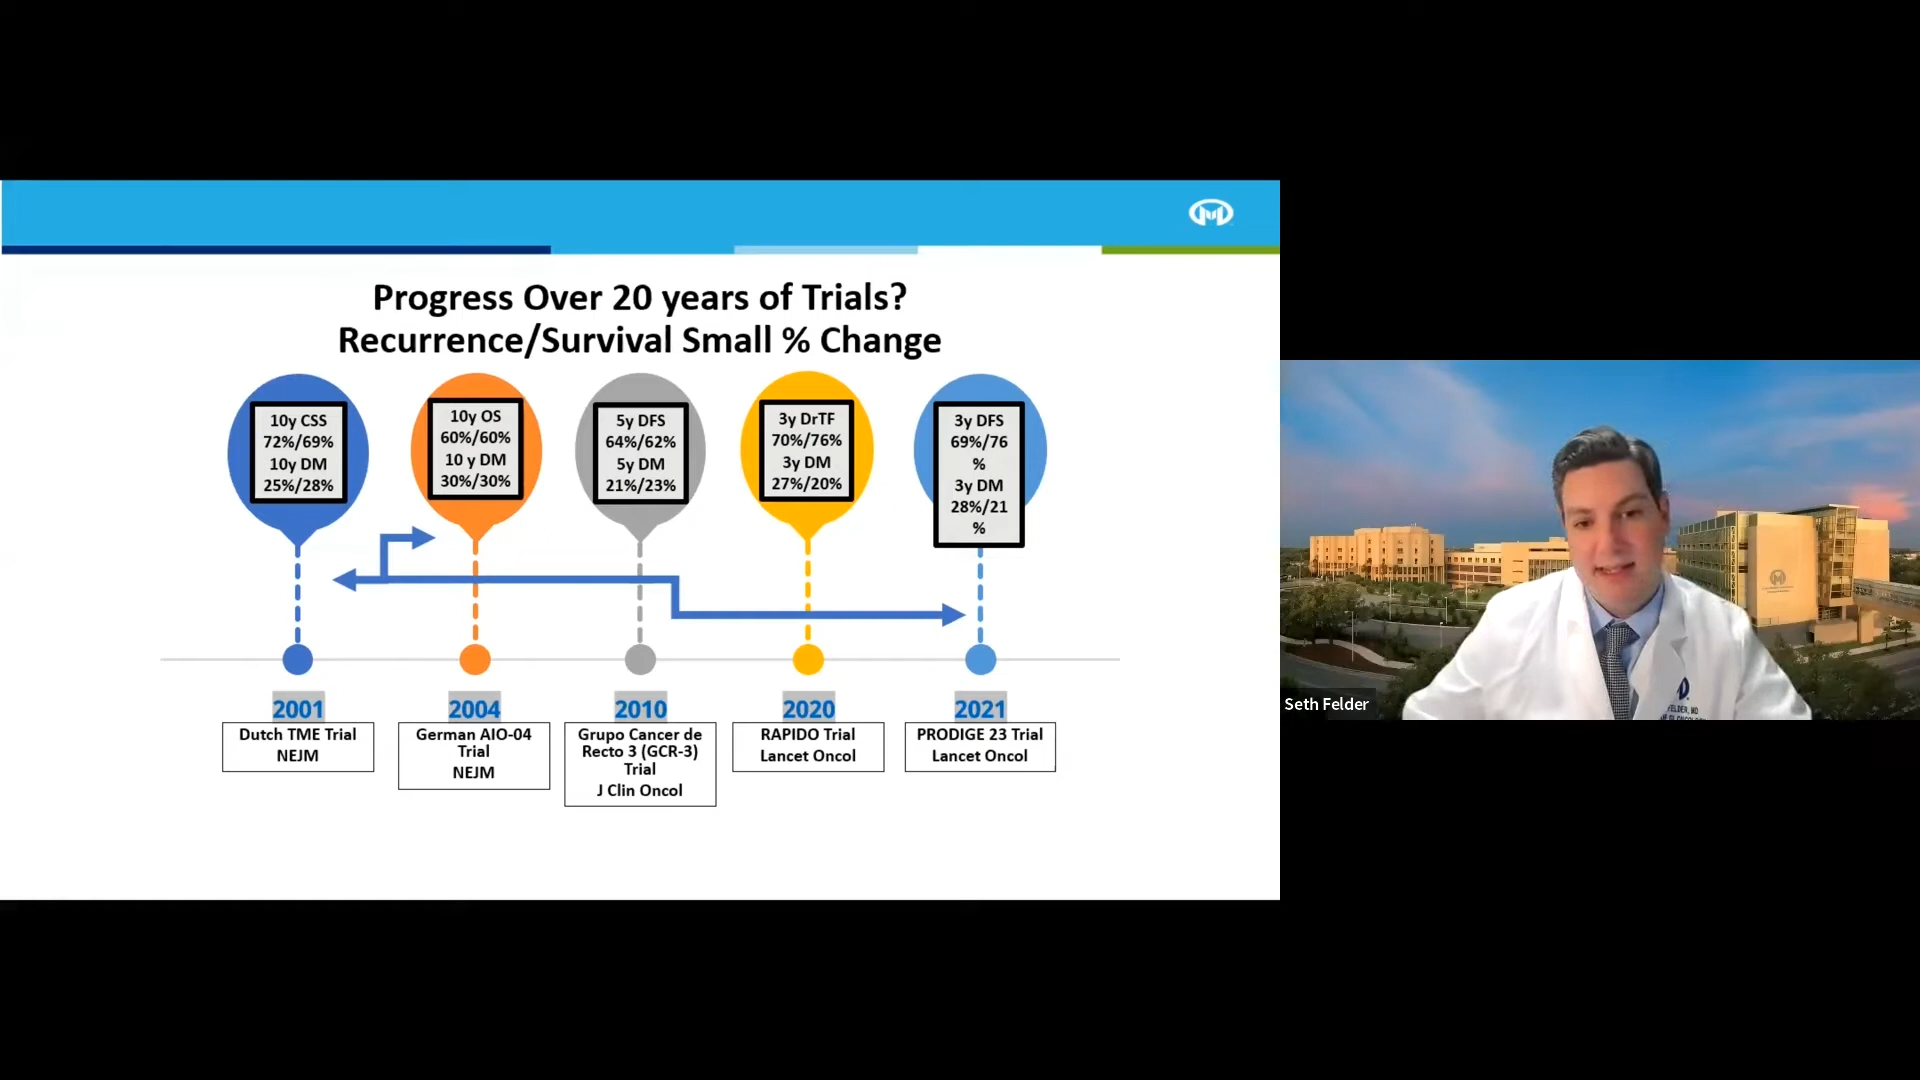 Progress Over 20 years of Trials?
Recurrence/Survival Small % Change
10y CSS
72%/69%
10y DM
25%/28%
10y OS
60%/60%
10 y DM
30%/30%
5y DFS
64%/62%
5y DM
21%/23%
3y DrTF
70%/76%
3y DM
27%/20%
3y DFS
69%/76
%
3y DM
28%/21
%
2001
Dutch TME Trial
NEJM
2004
German AIO-04
Trial
NEJM
2010
Grupo Cancer de
Recto 3 (GCR-3)
Trial
J Clin Oncol
2020
RAPIDO Trial
Lancet Oncol
2021
PRODIGE 23 Trial
Lancet Oncol
Seth Felder
FELDER, MD